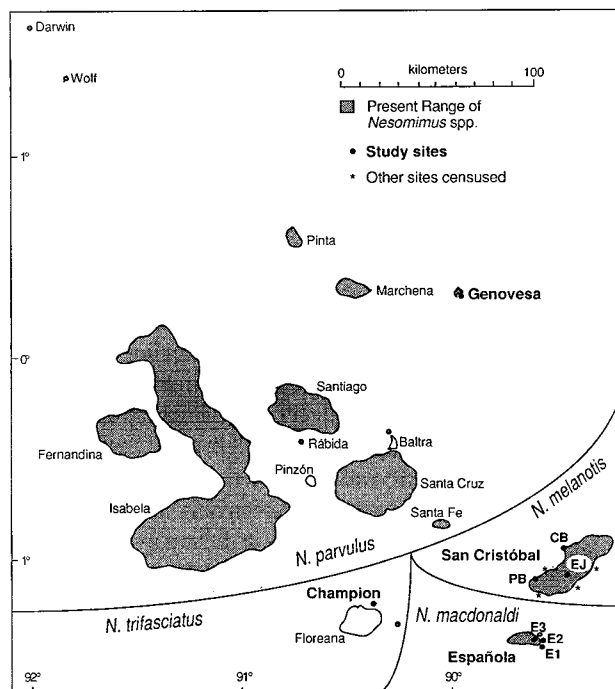 Darwin
Wolf
kilometers
0 100
Present Range of
Nesomimus spp.
Study sites
Other sites censused
1°
Pinta
Marchena
Genovesa
0°
Santiago
Fernandina
Rábida
Baltra
Pinzón
Isabela
Santa Cruz
Santa Fe
N. melanotis
N. parvulus
CB
San Cristóbal
EJ
PB
1°
Champion
N. trifasciatus
N. macdonaldi
Floreana
E3
E2
Española
E1
92° 91° 90°